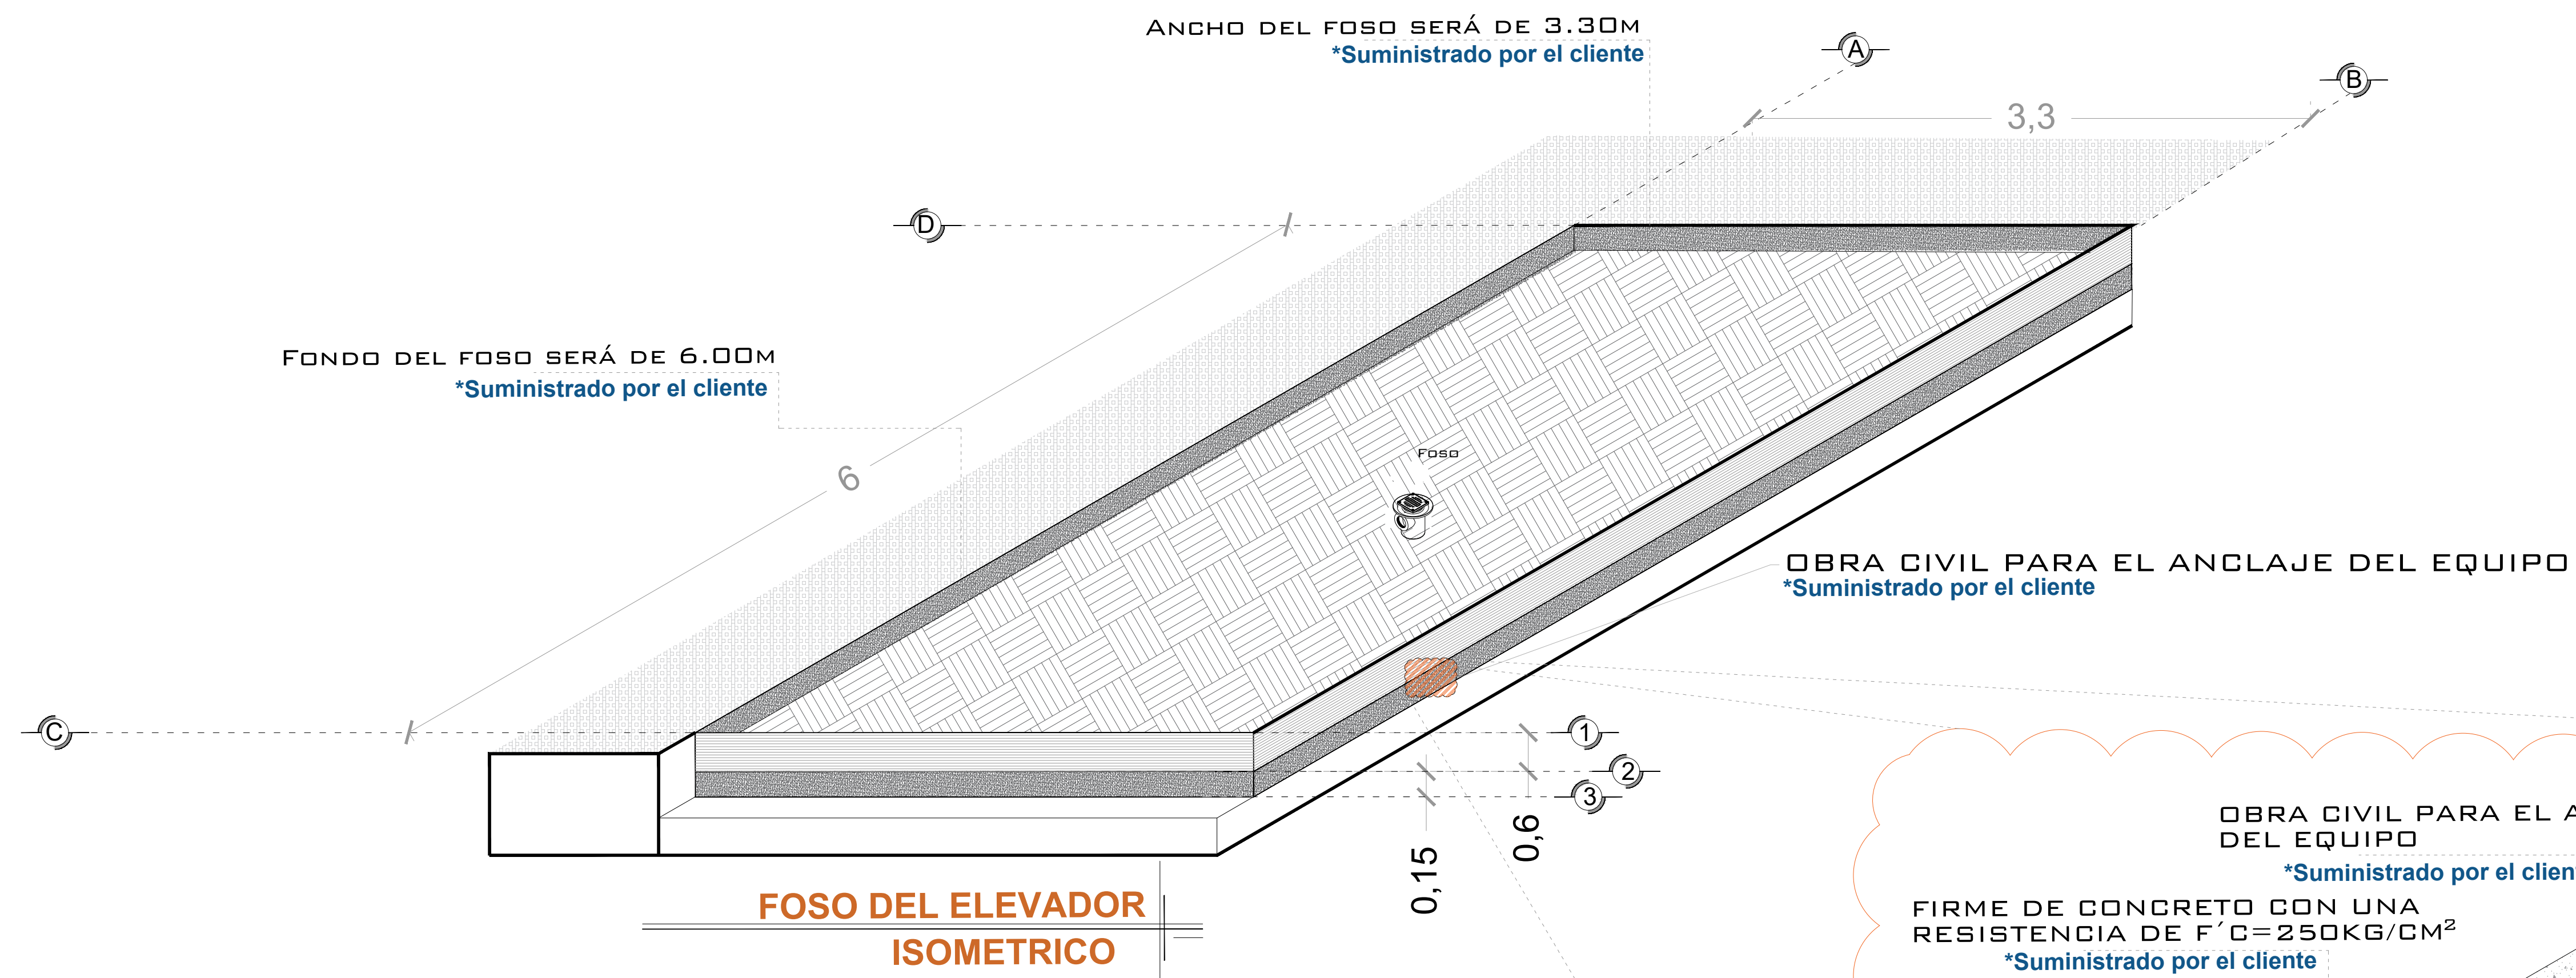 ANCHO DEL FOSO SERÁ DE 3.30M
*Suministrado por el cliente
A
B
3,3
D
FONDO DEL FOSO SERÁ DE 6.00M
*Suministrado por el cliente
6
FOSO
OBRA CIVIL PARA EL ANCLAJE DEL EQUIPO
*Suministrado por el cliente
C
1
2
3
0,15
0,6
OBRA CIVIL PARA EL A
DEL EQUIPO
*Suministrado por el clien
FIRME DE CONCRETO CON UNA
RESISTENCIA DE F´C=250KG/CM²
*Suministrado por el cliente
FOSO DEL ELEVADOR
ISOMETRICO